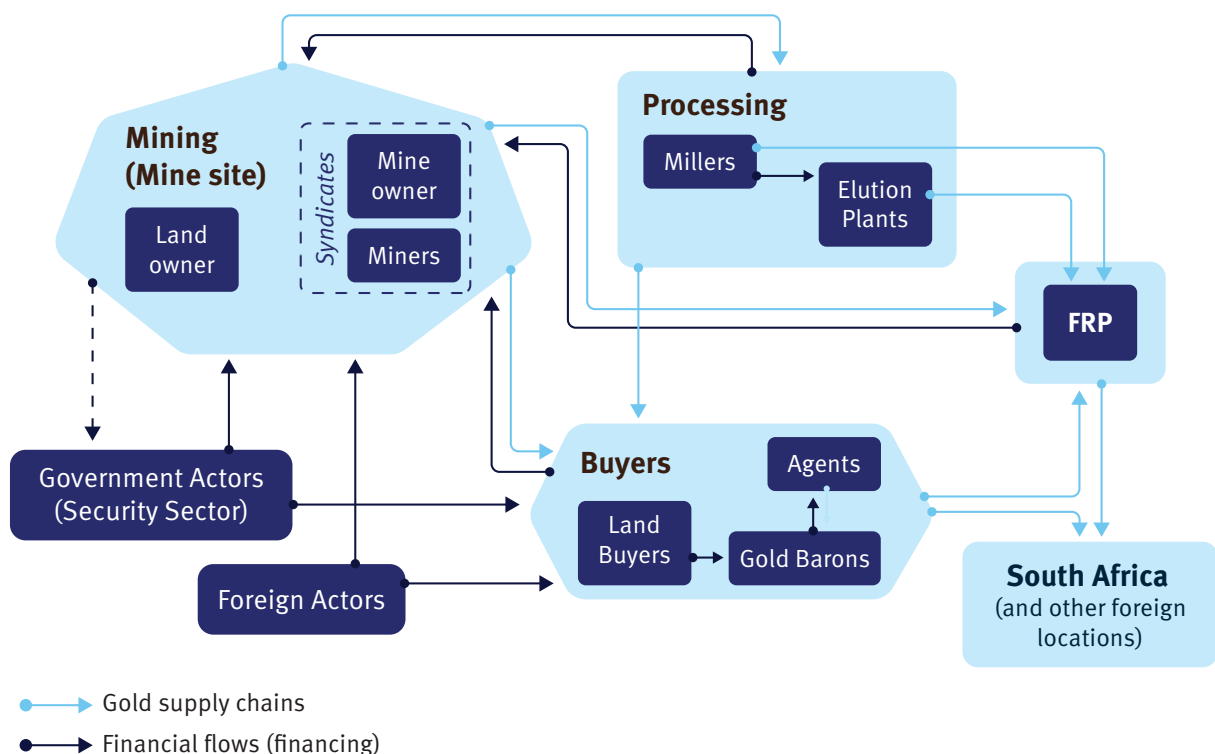 Mining
(Mine site)
Land
owner
Syndicates
Mine
owner
Miners
Processing
Millers
Elution
Plants
FRP
Government Actors
(Security Sector)
Foreign Actors
Buyers
Agents
Land
Buyers
Gold Barons
South Africa
(and other foreign
locations)
Gold supply chains
Financial flows (financing)